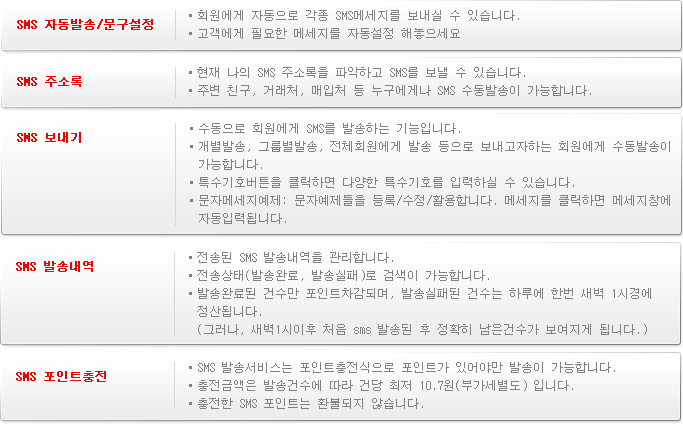 SMS 자동발송/문구설정
• 회원에게 자동으로 각종 SMS메세지를 보내실 수 있습니다.
• 고객에게 필요한 메세지를 자동설정 해놓으세요
SMS 주소록
• 현재 나의 SMS 주소록을 파악하고 SMS를 보낼 수 있습니다.
• 주변 친구, 거래처, 매입처 등 누구에게나 SMS 수동발송이 가능합니다.
SMS 보내기
• 수동으로 회원에게 SMS를 발송하는 기능입니다.
• 개별발송, 그룹별발송, 전체회원에게 발송 등으로 보내고자하는 회원에게 수동발송이
가능합니다.
• 특수기호버튼을 클릭하면 다양한 특수기호를 입력하실 수 있습니다.
• 문자메세지예제: 문자예제들을 등록/수정/활용합니다. 메세지를 클릭하면 메세지창에
자동입력됩니다.
SMS 발송내역
• 전송된 SMS 발송내역을 관리합니다.
• 전송상태(발송완료, 발송실패)로 검색이 가능합니다.
• 발송완료된 건수만 포인트차감되며, 발송실패된 건수는 하루에 한번 새벽 1시경에
정산됩니다.
(그러나, 새벽1시이후 처음 sms 발송된 후 정확히 남은건수가 보여지게 됩니다.)
SMS 포인트충전
• SMS 발송서비스는 포인트충전식으로 포인트가 있어야만 발송이 가능합니다.
• 충전금액은 발송건수에 따라 건당 최저 10.7원(부가세별도) 입니다.
• 충전한 SMS 포인트는 환불되지 않습니다.